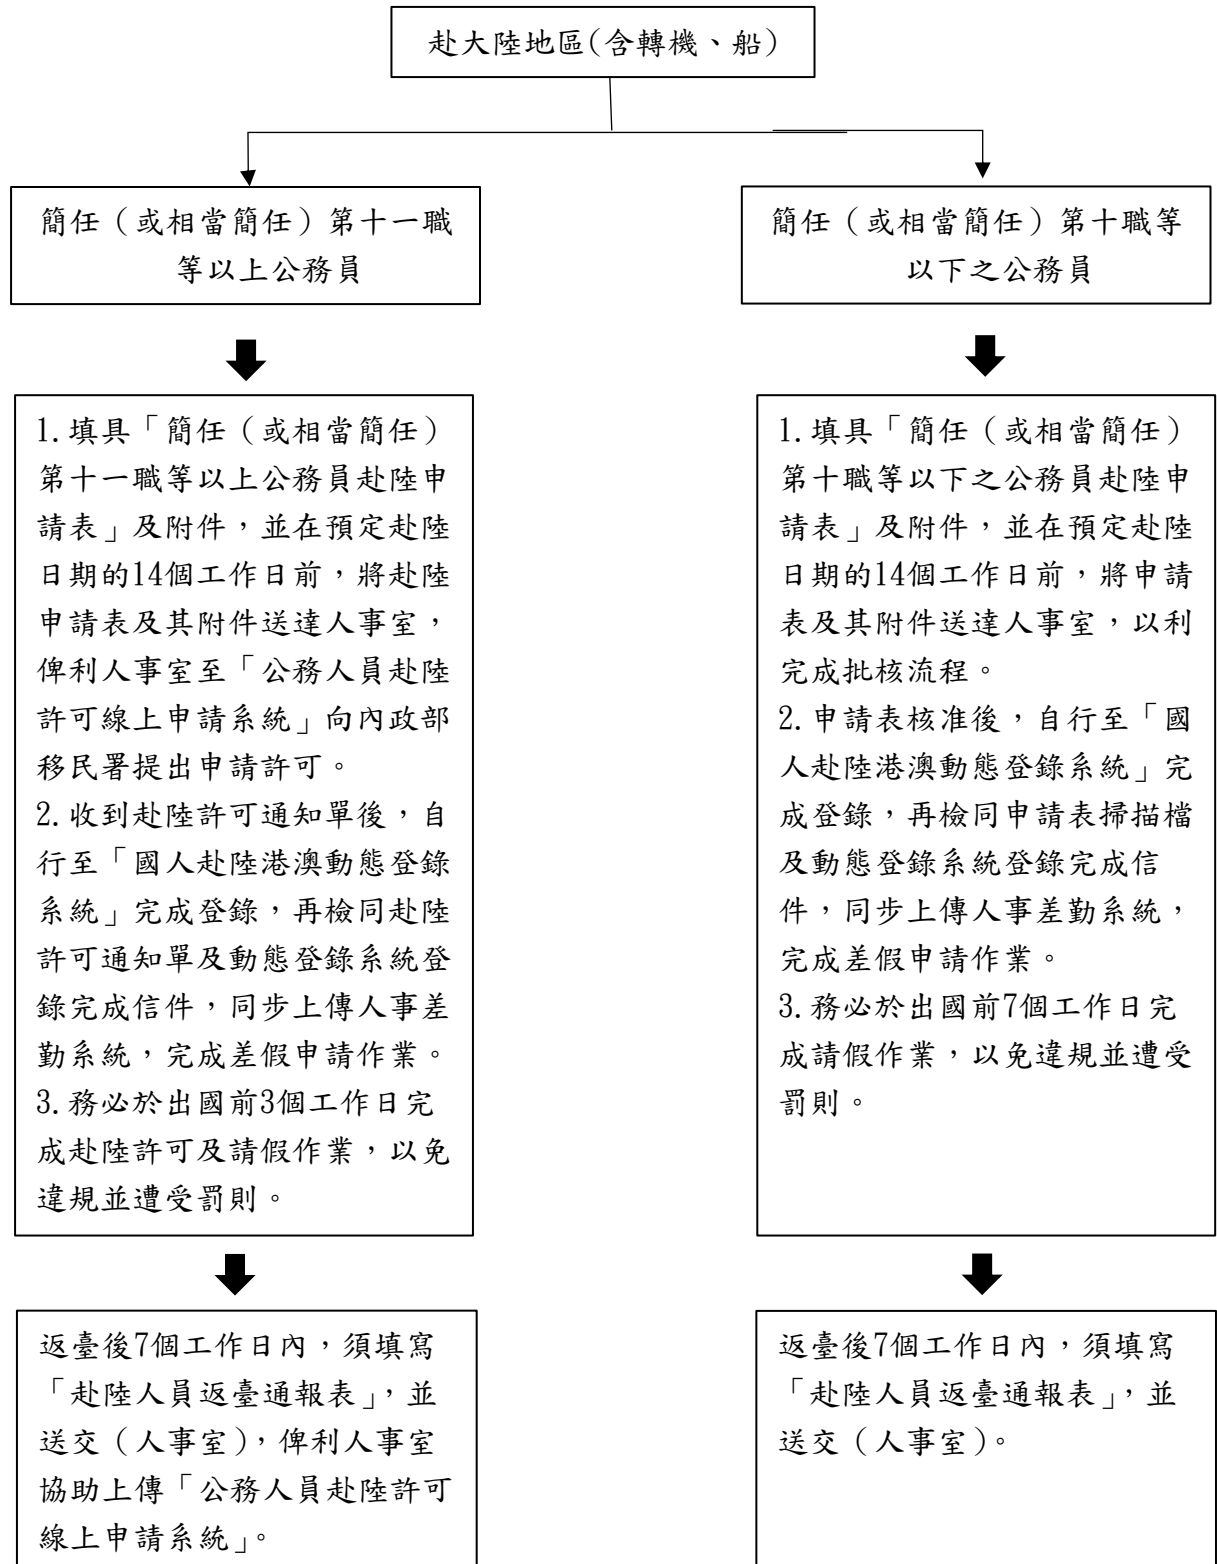 赴大陸地區(含轉機、船)
簡任（或相當簡任）第十一職
等以上公務員
簡任（或相當簡任）第十職等
以下之公務員
1.填具「簡任（或相當簡任）
第十一職等以上公務員赴陸申
請表」及附件，並在預定赴陸
日期的14個工作日前，將赴陸
申請表及其附件送達人事室，
俾利人事室至「公務人員赴陸
許可線上申請系統」向內政部
移民署提出申請許可。
2.收到赴陸許可通知單後，自
行至「國人赴陸港澳動態登錄
系統」完成登錄，再檢同赴陸
許可通知單及動態登錄系統登
錄完成信件，同步上傳人事差
勤系統，完成差假申請作業。
3.務必於出國前3個工作日完
成赴陸許可及請假作業，以免
違規並遭受罰則。
1.填具「簡任（或相當簡任）
第十職等以下之公務員赴陸申
請表」及附件，並在預定赴陸
日期的14個工作日前，將申請
表及其附件送達人事室，以利
完成批核流程。
2.申請表核准後，自行至「國
人赴陸港澳動態登錄系統」完
成登錄，再檢同申請表掃描檔
及動態登錄系統登錄完成信
件，同步上傳人事差勤系統，
完成差假申請作業。
3.務必於出國前7個工作日完
成請假作業，以免違規並遭受
罰則。
返臺後7個工作日內，須填寫
「赴陸人員返臺通報表」，並
送交（人事室），俾利人事室
協助上傳「公務人員赴陸許可
線上申請系統」。
返臺後7個工作日內，須填寫
「赴陸人員返臺通報表」，並
送交（人事室）。